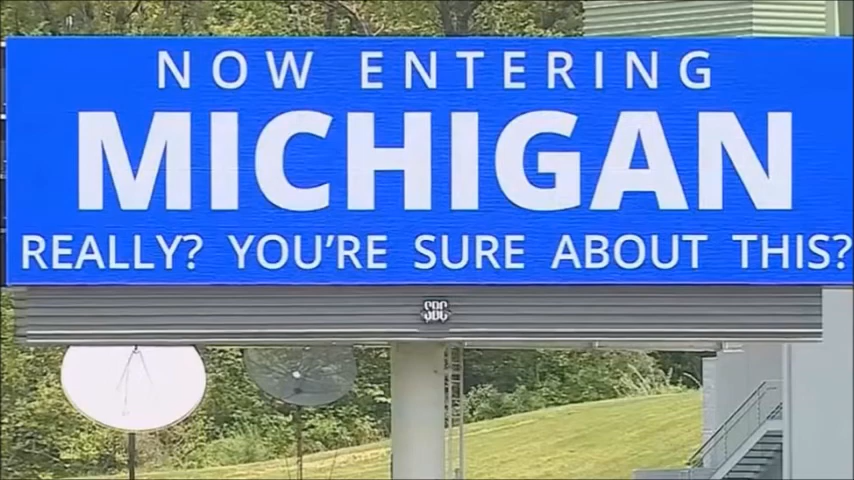 NOW ENTERING
MICHIGAN
REALLY? YOU'RE SURE ABOUT THIS?
SBC